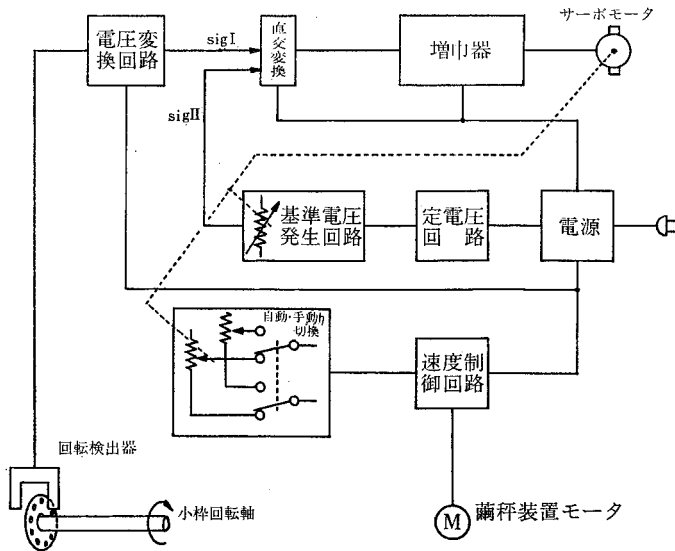 サーボモータ
電圧変
換回路
sigI
直交変換
増巾器
sigII
基準電圧
発生回路
定電圧
回路
電源
自動・手動
切換
速度制
御回路
回転検出器
小枠回転軸
M
繭秤装置モータ